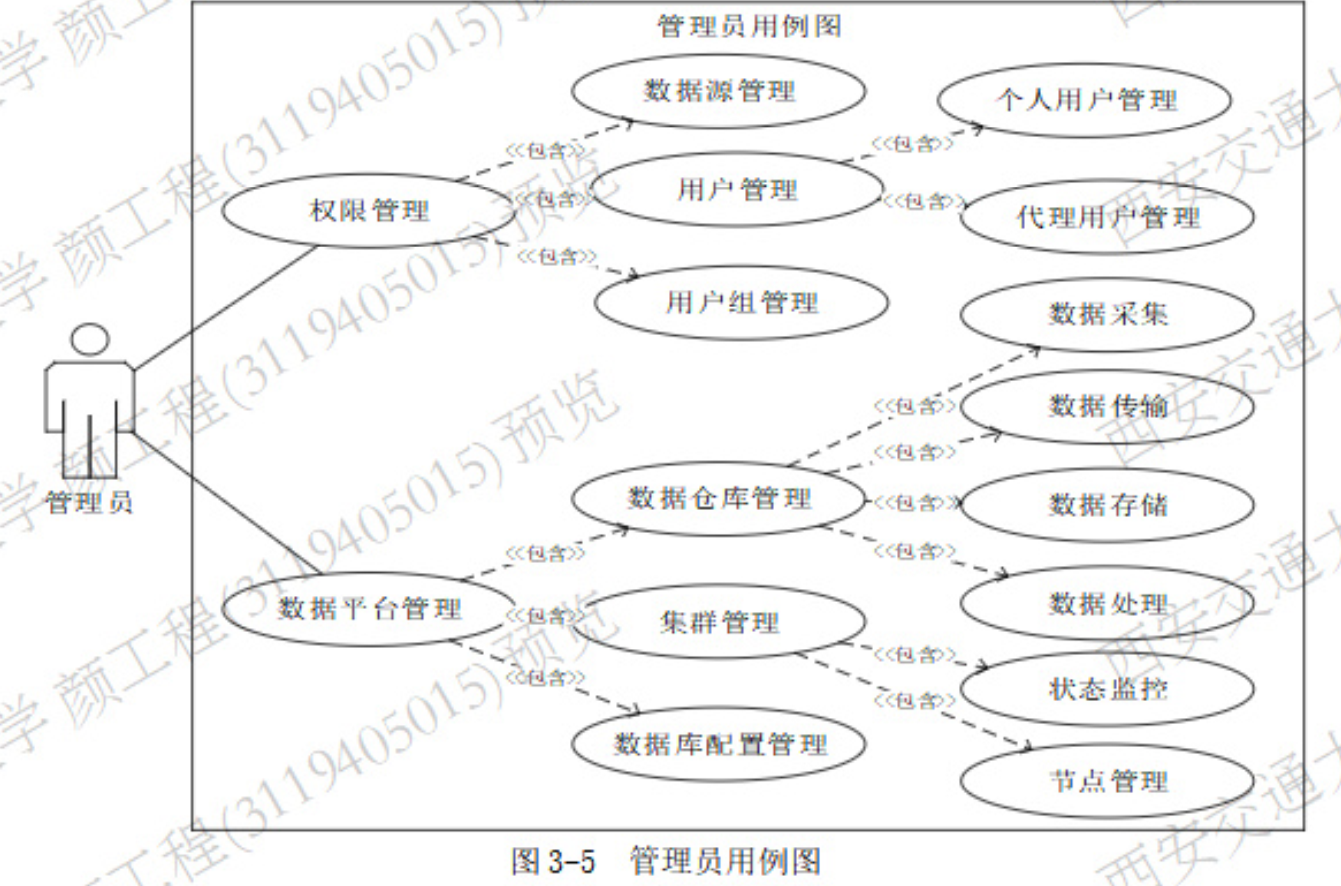 管理员用例图
数据源管理
个人用户管理
<<包含>>
<<包含>>
权限管理
<<包含>>
用户管理
<<包含>>
代理用户管理
<<包含>>
用户组管理
数据采集
<<包含>>
数据传输
<<包含>>
管理员
数据仓库管理
<<包含>>
数据存储
<<包含>>
<<包含>>
数据平台管理
<<包含>>
集群管理
数据处理
<<包含>>
状态监控
<<包含>>
<<包含>>
数据库配置管理
节点管理
图 3-5 管理员用例图
学 颜工程(3119405015) 预览
西安交通大